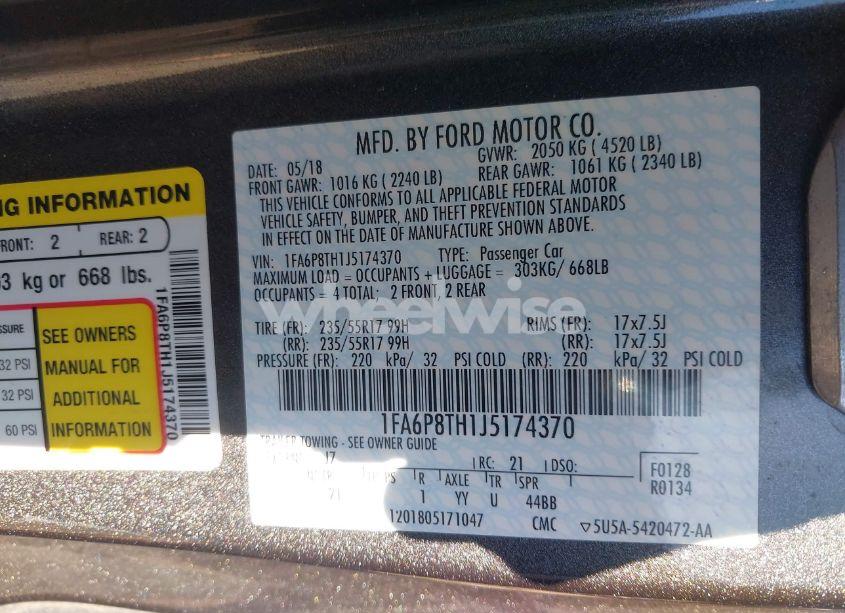 NG INFORMATION
FRONT: 2 REAR: 2
3 kg or 668 lbs.
SSURE
32 PSI
32 PSI
60 PSI
SEE OWNERS
MANUAL FOR
ADDITIONAL
INFORMATION
1FA6P8TH1J5174370
MFD. BY FORD MOTOR CO.
DATE: 05/18 GVWR: 2050 KG ( 4520 LB)
FRONT GAWR: 1016 KG ( 2240 LB) REAR GAWR: 1061 KG ( 2340 LB)
THIS VEHICLE CONFORMS TO ALL APPLICABLE FEDERAL MOTOR
VEHICLE SAFETY, BUMPER, AND THEFT PREVENTION STANDARDS
IN EFFECT ON THE DATE OF MANUFACTURE SHOWN ABOVE.
VIN: 1FA6P8TH1J5174370 TYPE: Passenger Car
MAXIMUM LOAD = OCCUPANTS + LUGGAGE = 303KG/ 668LB
OCCUPANTS = 4 TOTAL: 2 FRONT, 2 REAR
wheelwise
TIRE (FR): 235/55R17 99H RIMS (FR): 17x7.5J
(RR): 235/55R17 99H (RR): 17x7.5J
PRESSURE (FR): 220 kPa/ 32 PSI COLD (RR): 220 kPa/ 32 PSI COLD
1FA6P8TH1J5174370
TRAILER TOWING - SEE OWNER GUIDE
J7 RC: 21 DSO: F0128
R AXLE TR SPR R0134
1 YY U 44BB
1201805171047 CMC ▽5U5A-5420472-AA